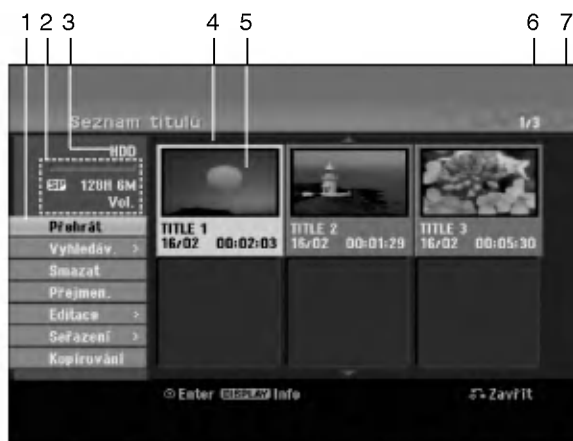 1 2 3 4 5 6 7
Seznam titulů 1/3
HDD
SP 128H 6M
Vol.
Přehrát
Vyhledáv. >
Smazat
Přejmen.
Editace >
Seřazení >
Kopírování
TITLE 1
16/02 00:02:03
TITLE 2
16/02 00:01:29
TITLE 3
16/02 00:05:30
Enter DISPLAY Info Zavřít